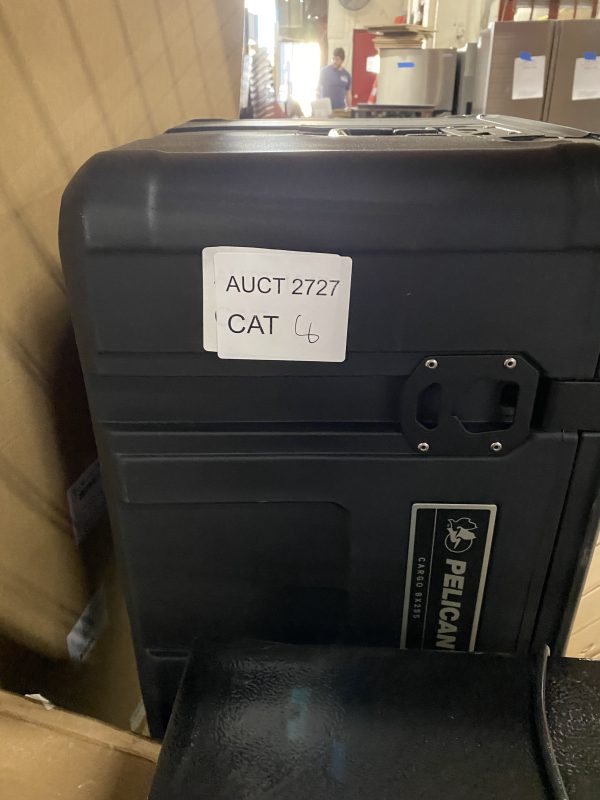 AUCT 2727
CAT 6
PELICAN
CARGO BX255